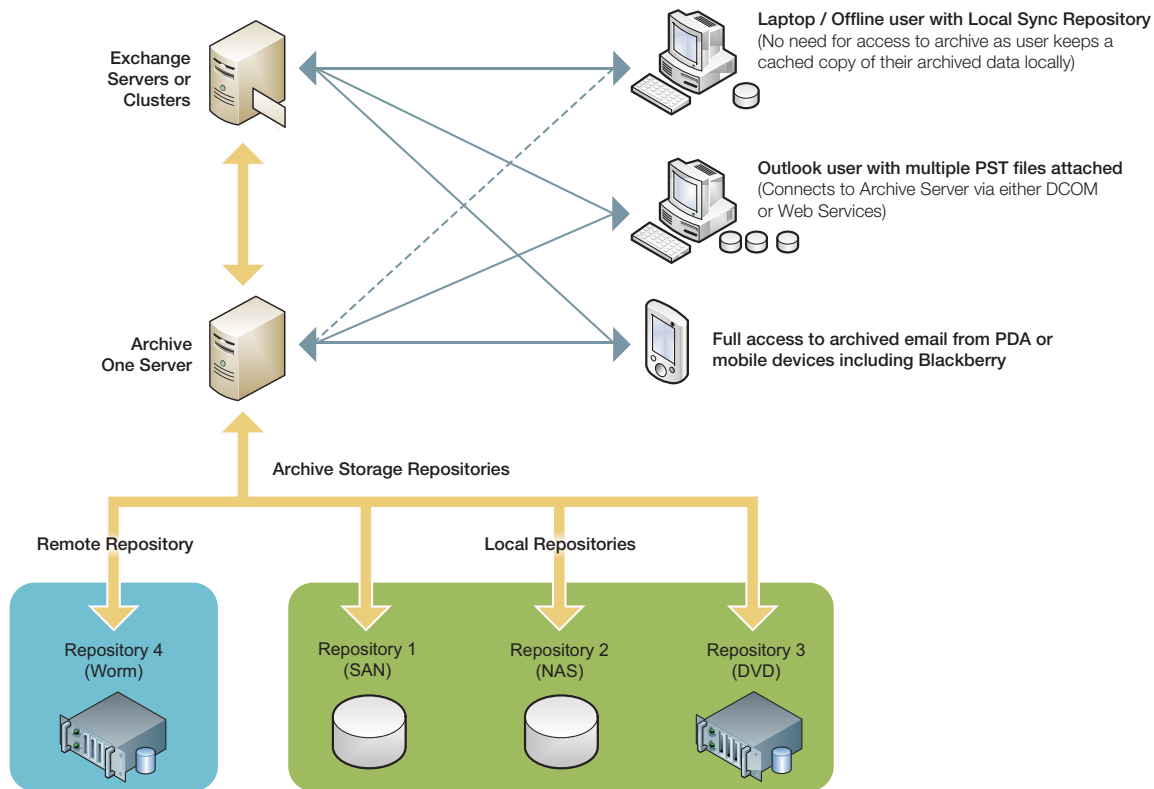 Exchange
Servers or
Clusters
Laptop / Offline user with Local Sync Repository
(No need for access to archive as user keeps a
cached copy of their archived data locally)
Outlook user with multiple PST files attached
(Connects to Archive Server via either DCOM
or Web Services)
Archive
One Server
Full access to archived email from PDA or
mobile devices including Blackberry
Archive Storage Repositories
Remote Repository
Local Repositories
Repository 4
(Worm)
Repository 1
(SAN)
Repository 2
(NAS)
Repository 3
(DVD)